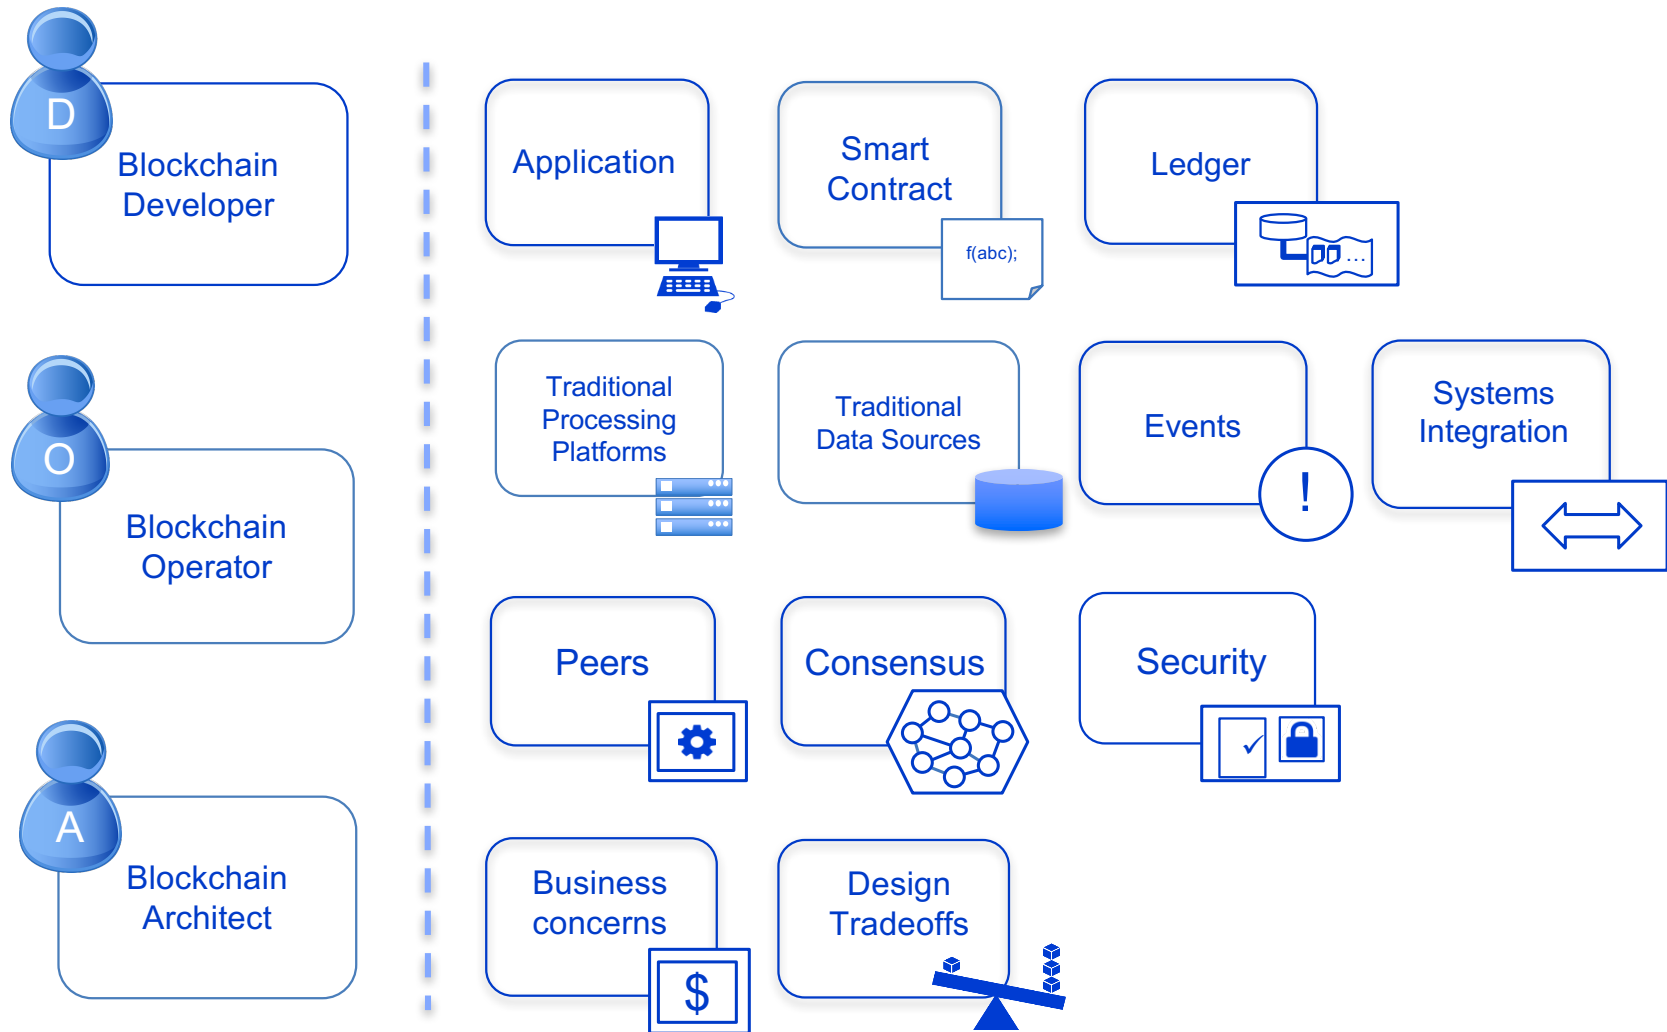 D
Blockchain
Developer
Application
Smart
Contract
f(abc);
Ledger
...
O
Blockchain
Operator
Traditional
Processing
Platforms
Traditional
Data Sources
Events
!
Systems
Integration
Peers
Consensus
Security
A
Blockchain
Architect
Business
concerns
$
Design
Tradeoffs